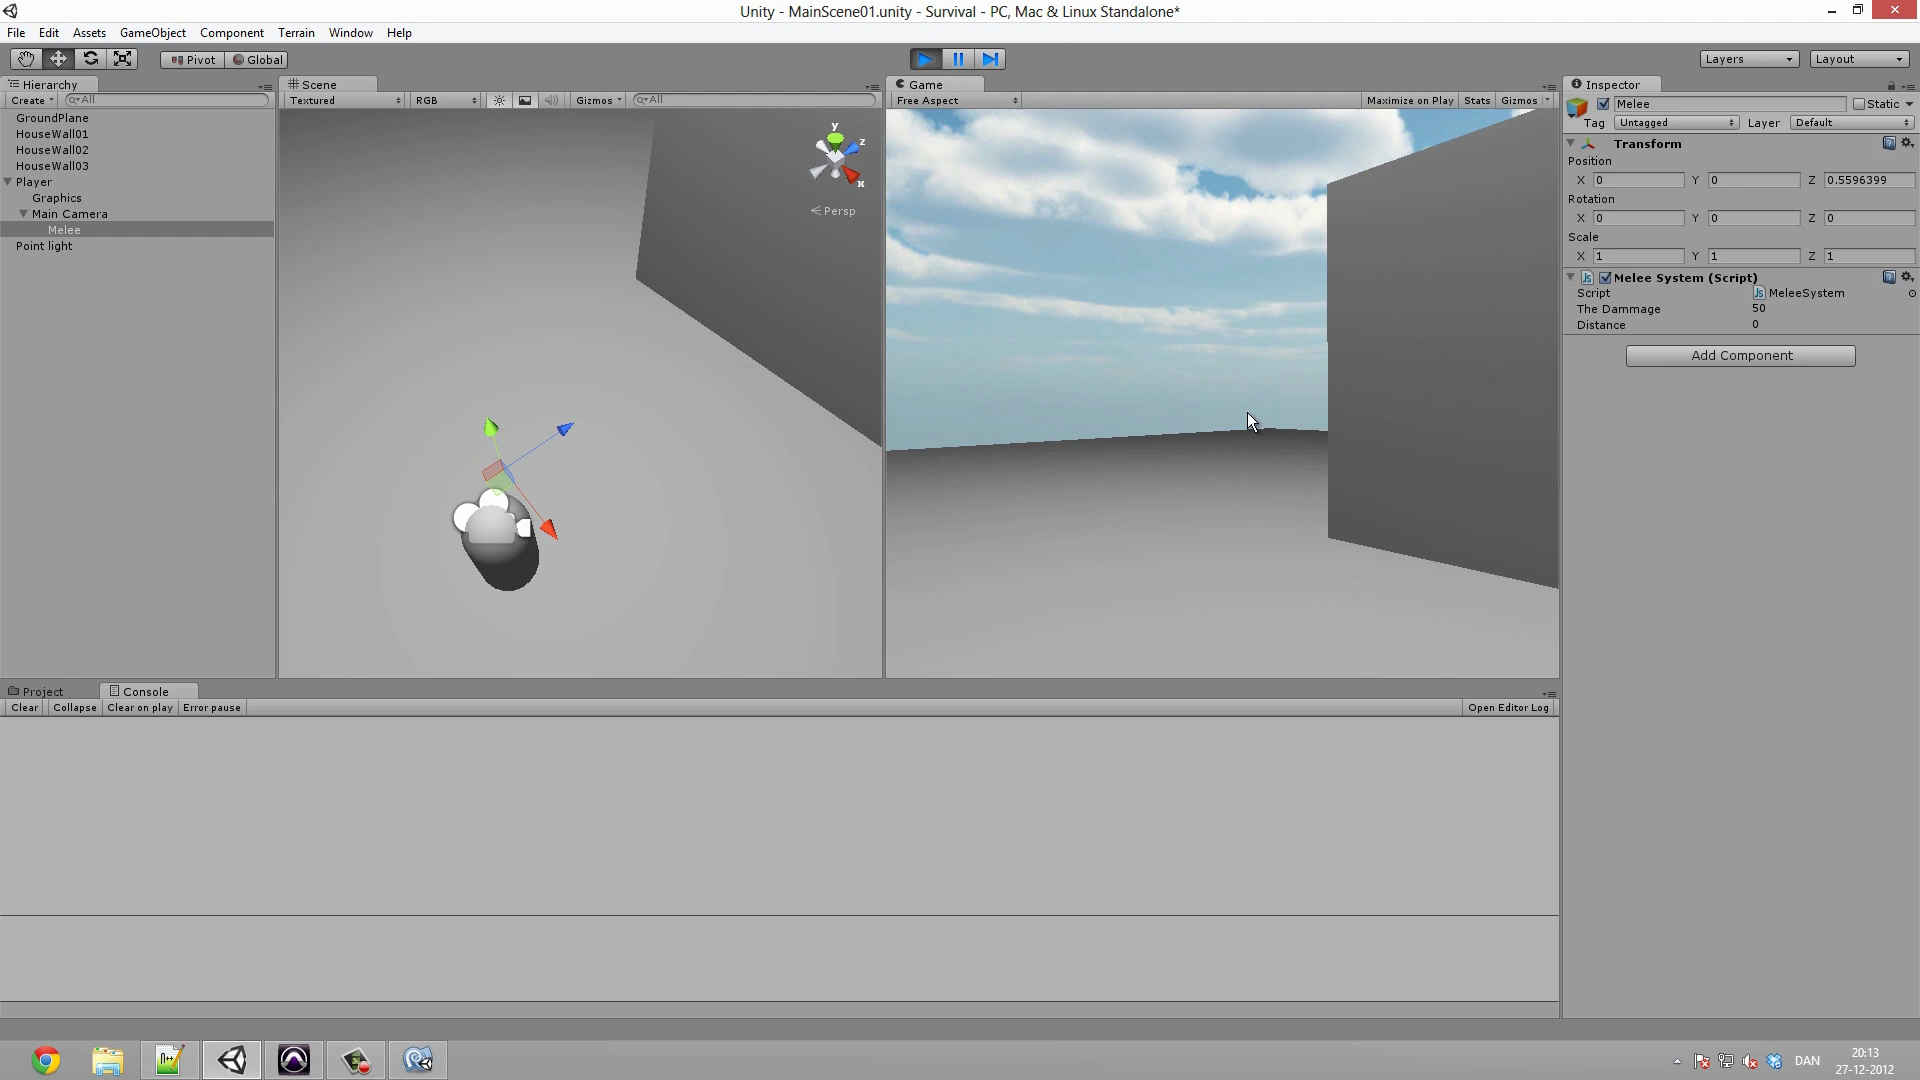 Unity - MainScene01.unity - Survival - PC, Mac & Linux Standalone*
File Edit Assets GameObject Component Terrain Window Help
Pivot Global Layers Layout
Hierarchy
Create All
GroundPlane
HouseWall01
HouseWall02
HouseWall03
Player
Graphics
Main Camera
Melee
Point light
Scene
Textured RGB Gizmos All
y
z
x
Persp
Game
Free Aspect Maximize on Play Stats Gizmos
Inspector
Melee Static
Tag Untagged Layer Default
Transform
Position
X 0 Y 0 Z 0.5596399
Rotation
X 0 Y 0 Z 0
Scale
X 1 Y 1 Z 1
Melee System (Script)
Script MeleeSystem
The Dammage 50
Distance 0
Add Component
Project Console
Clear Collapse Clear on play Error pause Open Editor Log
DAN
20:13
27-12-2012